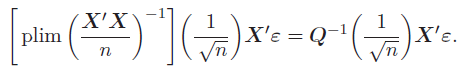 [ plim ( X′X / n )⁻¹ ] ( 1 / √n ) X′ε = Q⁻¹ ( 1 / √n ) X′ε.